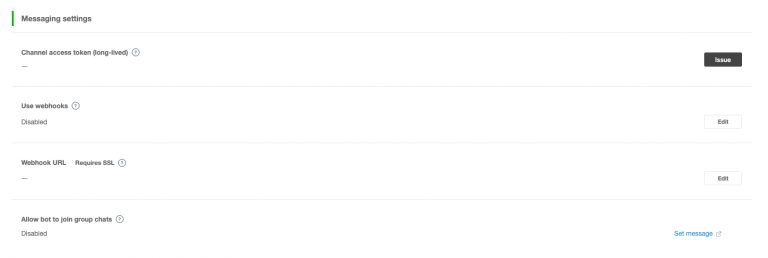 Messaging settings
Channel access token (long-lived) ?
—
Issue
Use webhooks ?
Disabled
Edit
Webhook URL Requires SSL ?
—
Edit
Allow bot to join group chats ?
Disabled
Set message